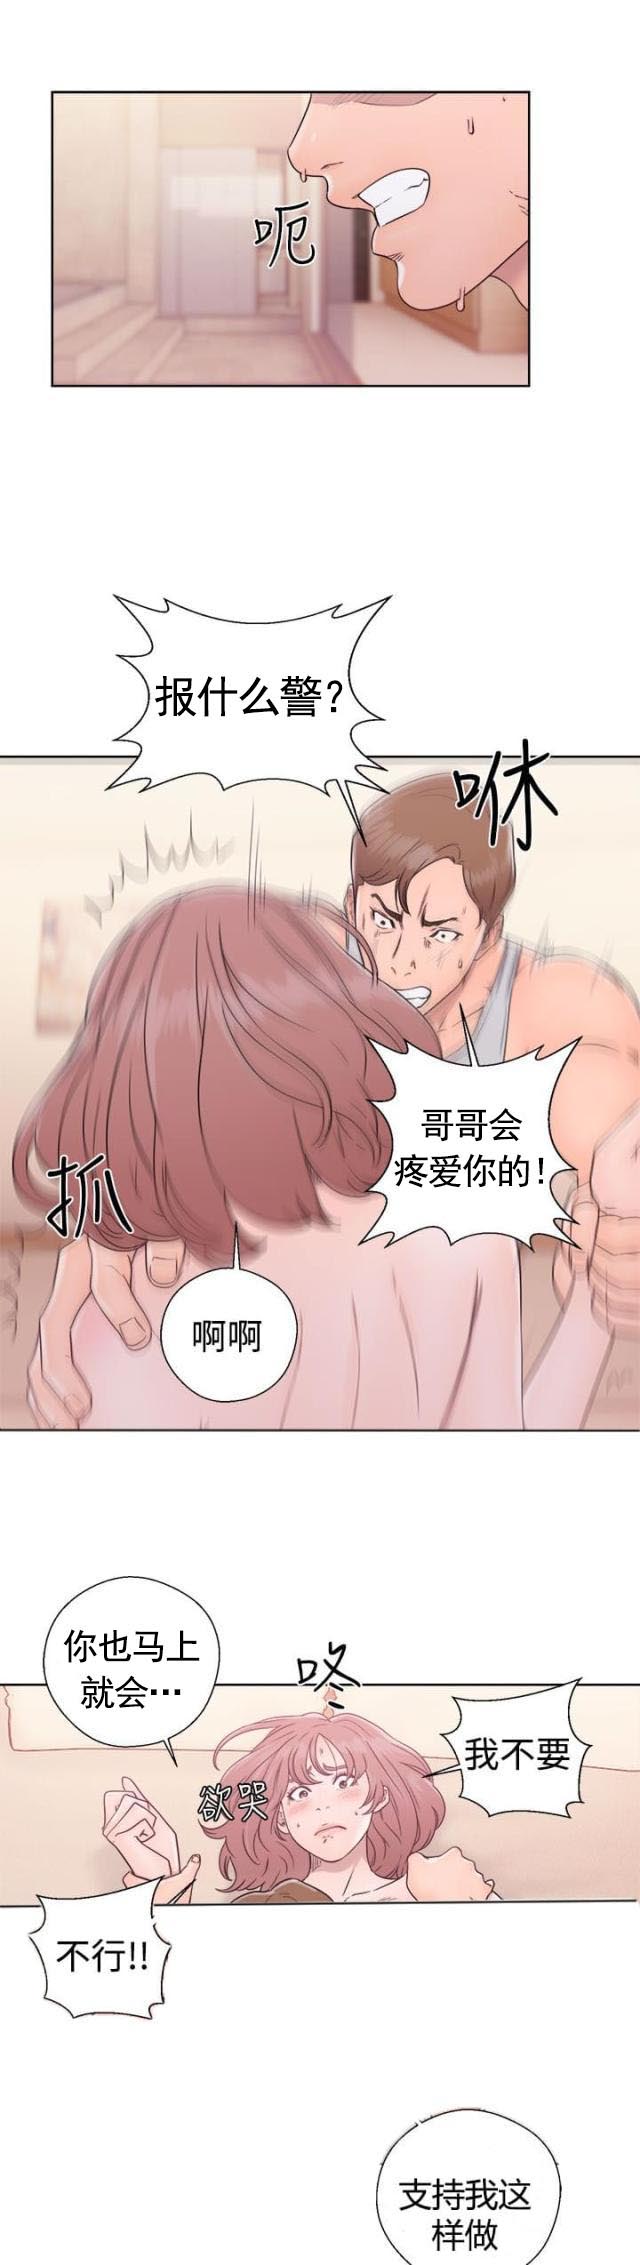 呃
报什么警?
咻
哥哥会
疼爱你的!
抓
啊啊
你也马上
就会…
咚
我不要
欲哭
不行!!
支持我这
样做